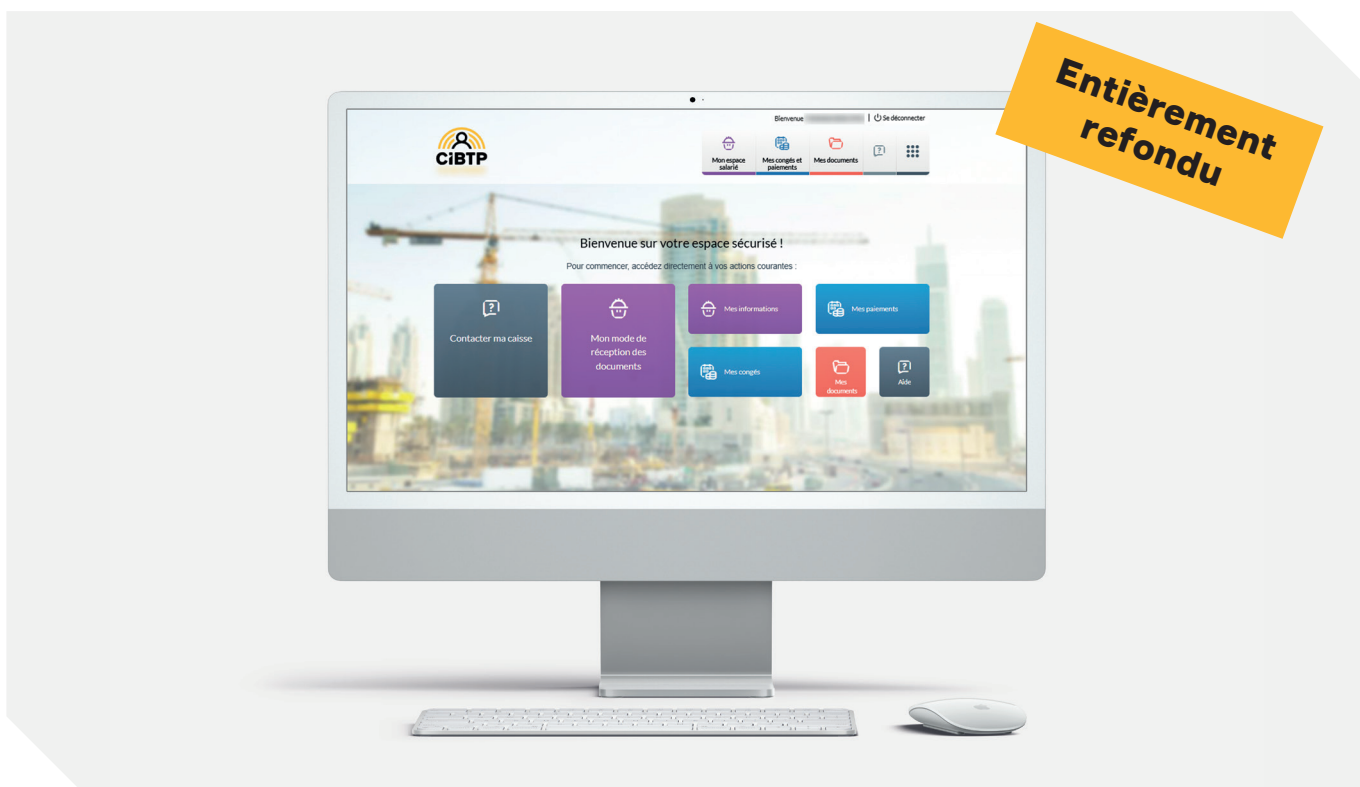 Entièrement
refondu
Bienvenue
Se déconnecter
CiBTP
Mon espace
salarié
Mes congés et
paiements
Mes documents
Bienvenue sur votre espace sécurisé !
Pour commencer, accédez directement à vos actions courantes :
Contacter ma caisse
Mon mode de
réception des
documents
Mes informations
Mes paiements
Mes congés
Mes
documents
Aide